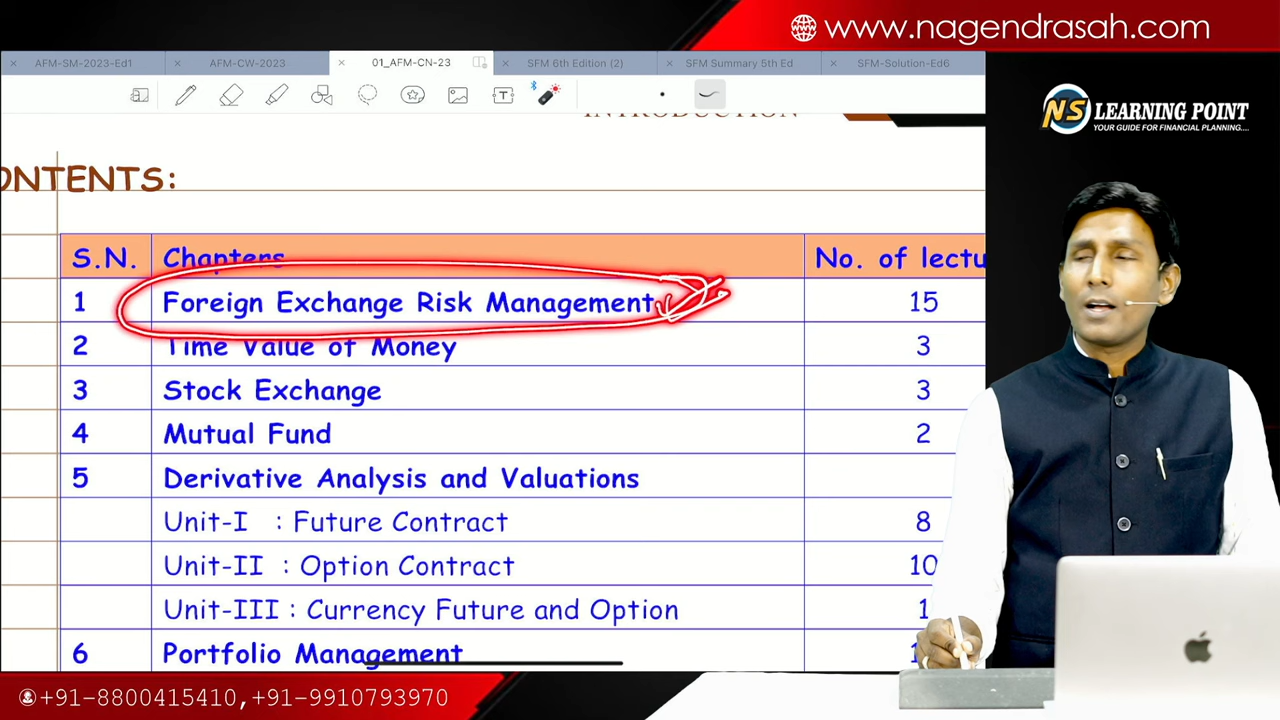 www.nagendrasah.com
AFM-SM-2023-Ed1
AFM-CW-2023
01_AFM-CN-23
SFM 6th Edition (2)
SFM Summary 5th Ed
SFM-Solution-Ed6
INTRODUCTION
NS LEARNING POINT
YOUR GUIDE FOR FINANCIAL PLANNING....
ONTENTS:
S.N. Chapters No. of lectu
1 Foreign Exchange Risk Management 15
2 Time Value of Money 3
3 Stock Exchange 3
4 Mutual Fund 2
5 Derivative Analysis and Valuations
Unit-I : Future Contract 8
Unit-II : Option Contract 10
Unit-III : Currency Future and Option 1
6 Portfolio Management
+91-8800415410,+91-9910793970